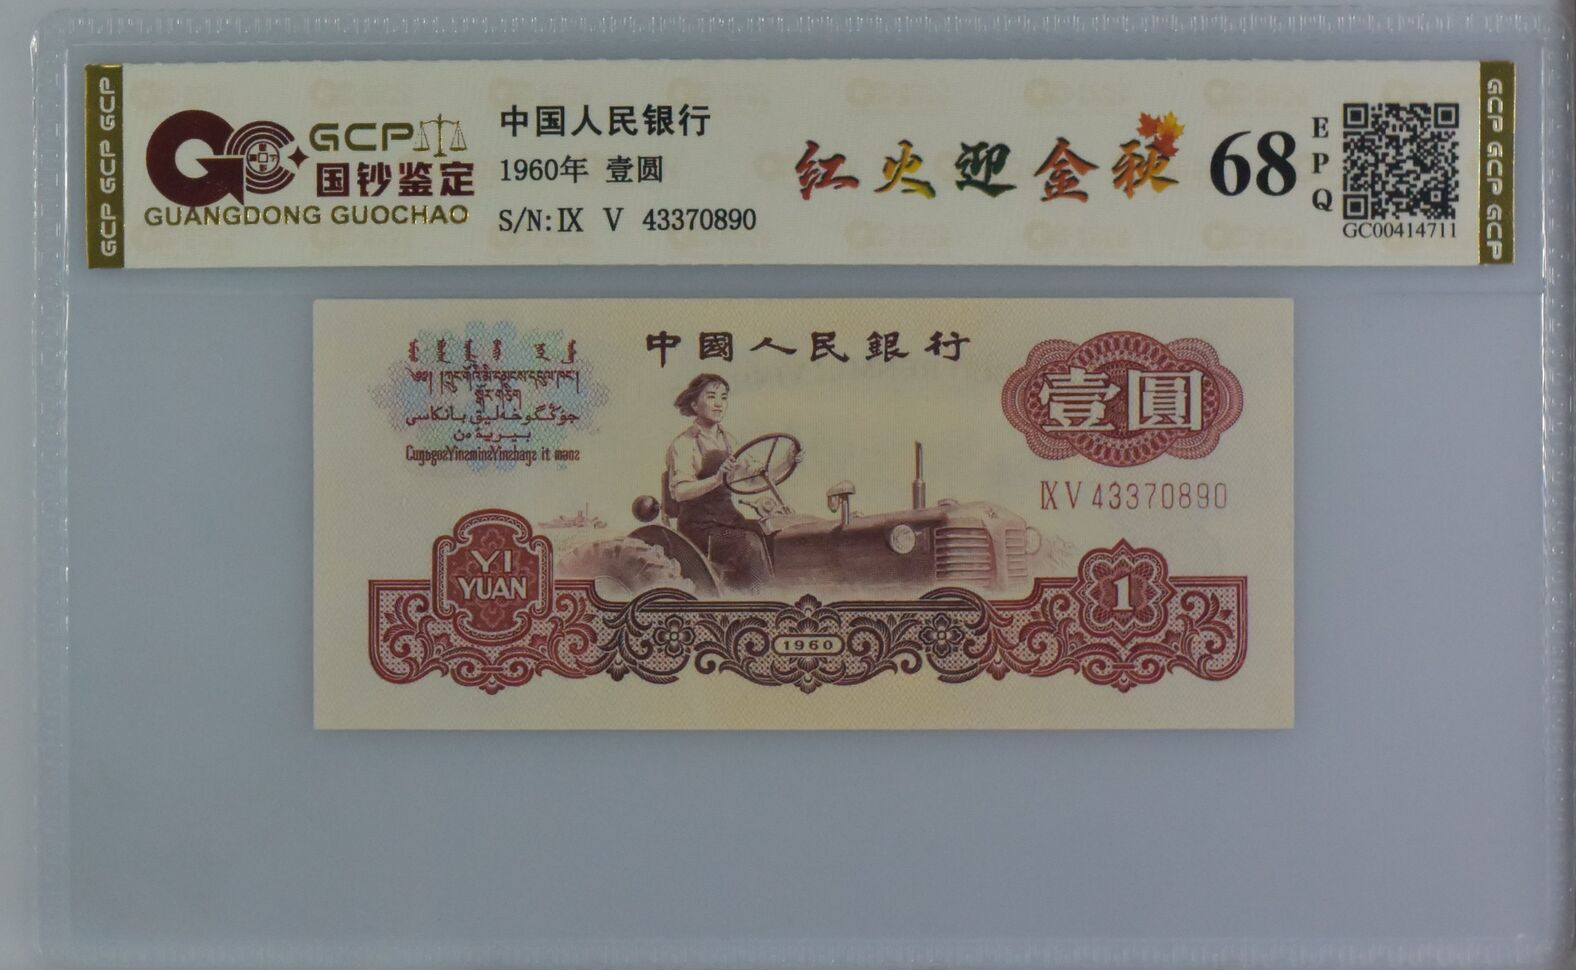 GCP GCP GCP
GCP
国钞鉴定
GUANGDONG GUOCHAO
中国人民银行
1960年 壹圆
S/N: IX V 43370890
红火迎金秋
68
EPQ
GC00414711
GCP GCP GCP
中國人民銀行
壹圓
IX V 43370890
YI
YUAN
1960
1